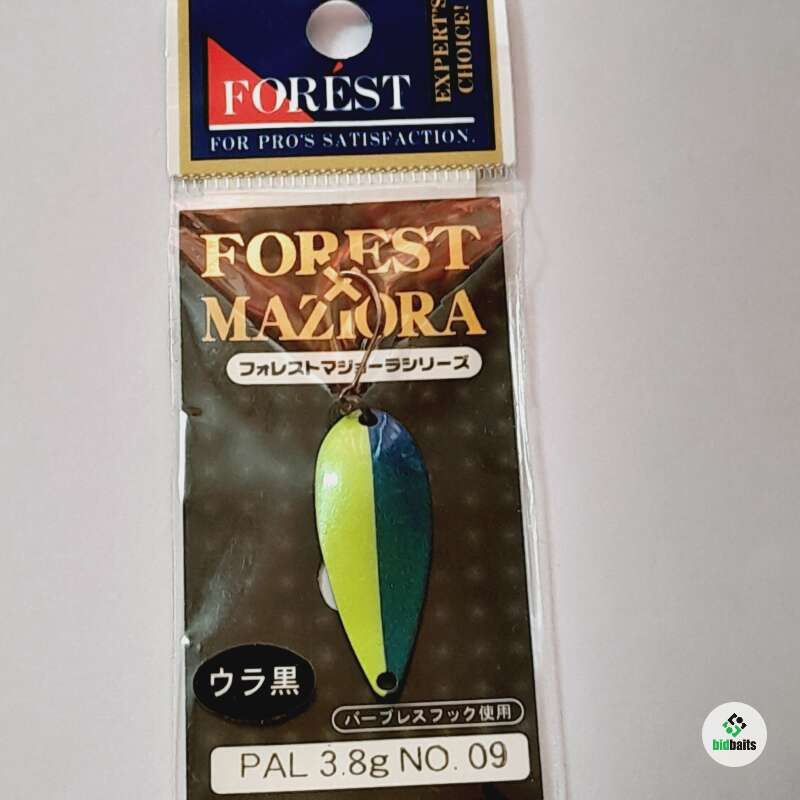 EXPERT'S
CHOICE!
FORÉST
FOR PRO'S SATISFACTION.
FOREST
×
MAZIORA
フォレストマジョーラシリーズ
ウラ黒
バーブレスフック使用
PAL 3.8g NO. 09
bidbaits